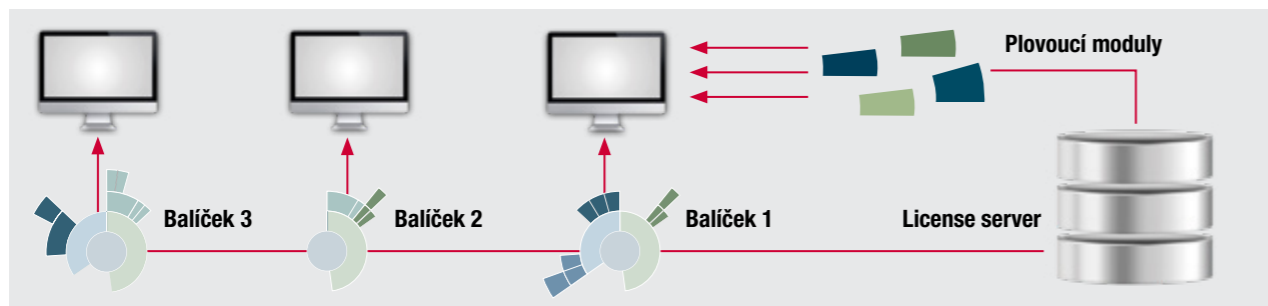 Plovoucí moduly
Balíček 3
Balíček 2
Balíček 1
License server